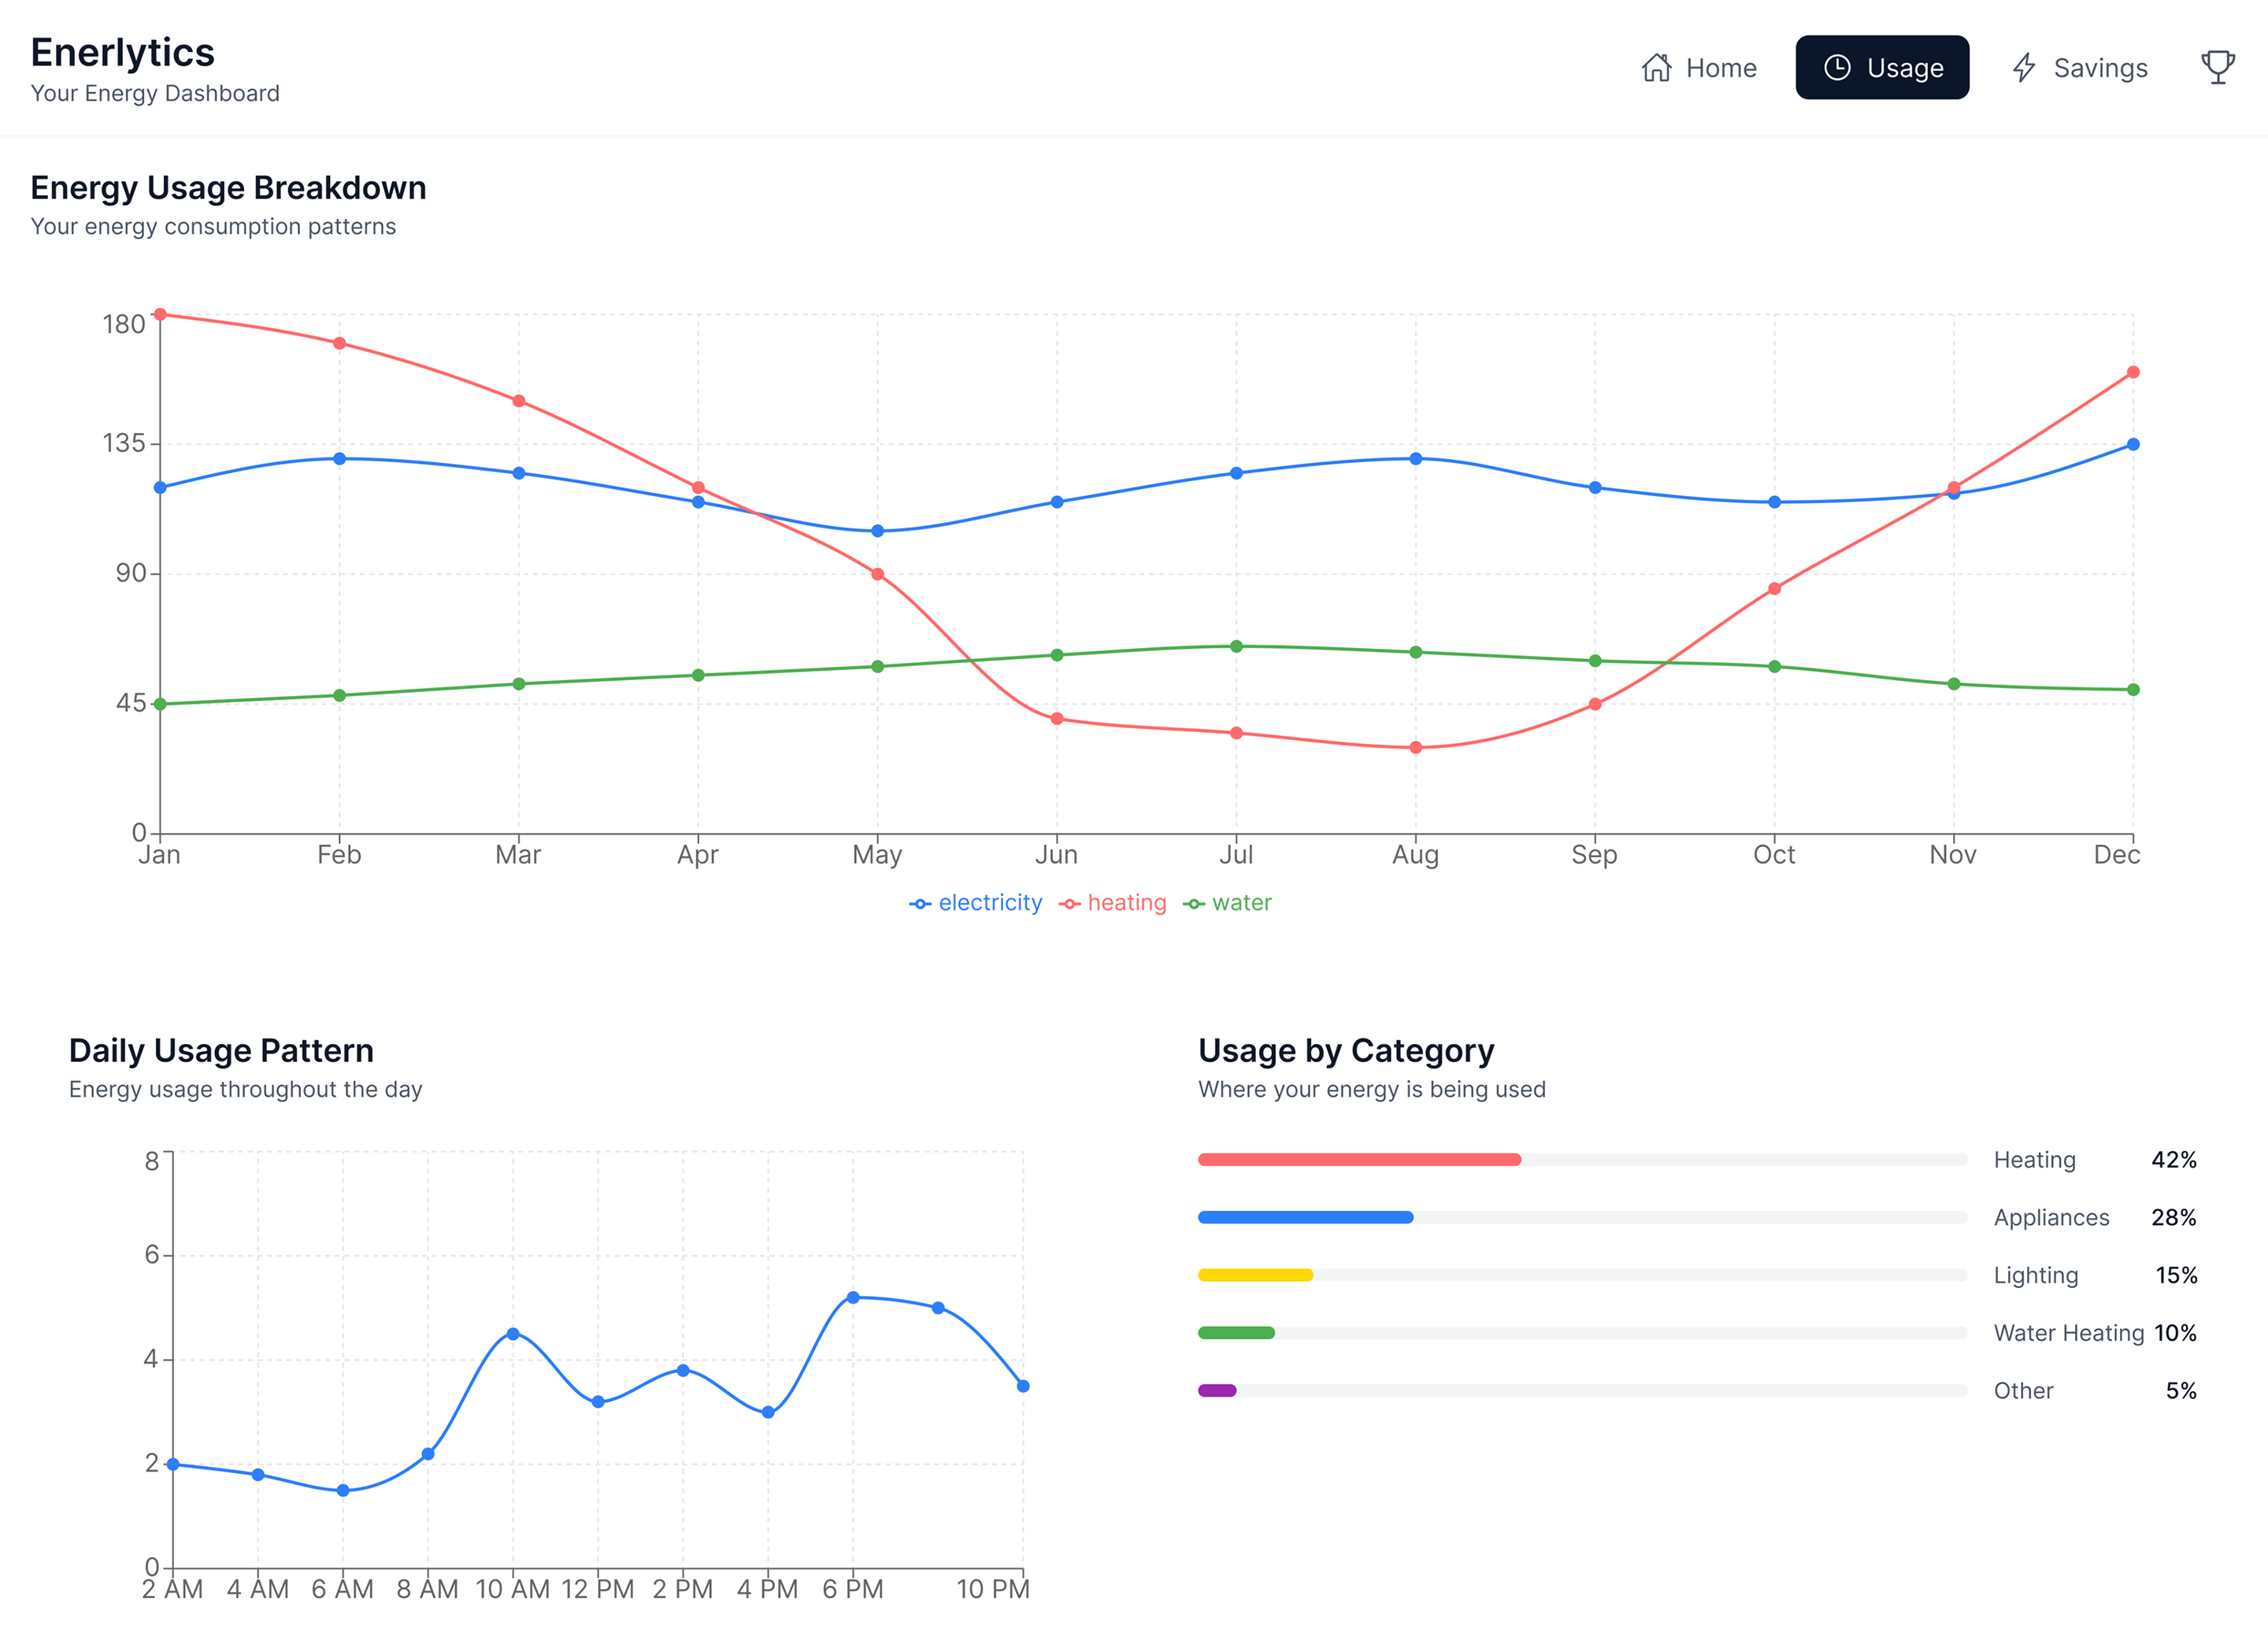 Enerlytics
Your Energy Dashboard
Home
Usage
Savings
Energy Usage Breakdown
Your energy consumption patterns
180
135
90
45
0
Jan Feb Mar Apr May Jun Jul Aug Sep Oct Nov Dec
electricity heating water
Daily Usage Pattern
Energy usage throughout the day
8
6
4
2
0
2 AM 4 AM 6 AM 8 AM 10 AM 12 PM 2 PM 4 PM 6 PM 10 PM
Usage by Category
Where your energy is being used
Heating 42%
Appliances 28%
Lighting 15%
Water Heating 10%
Other 5%